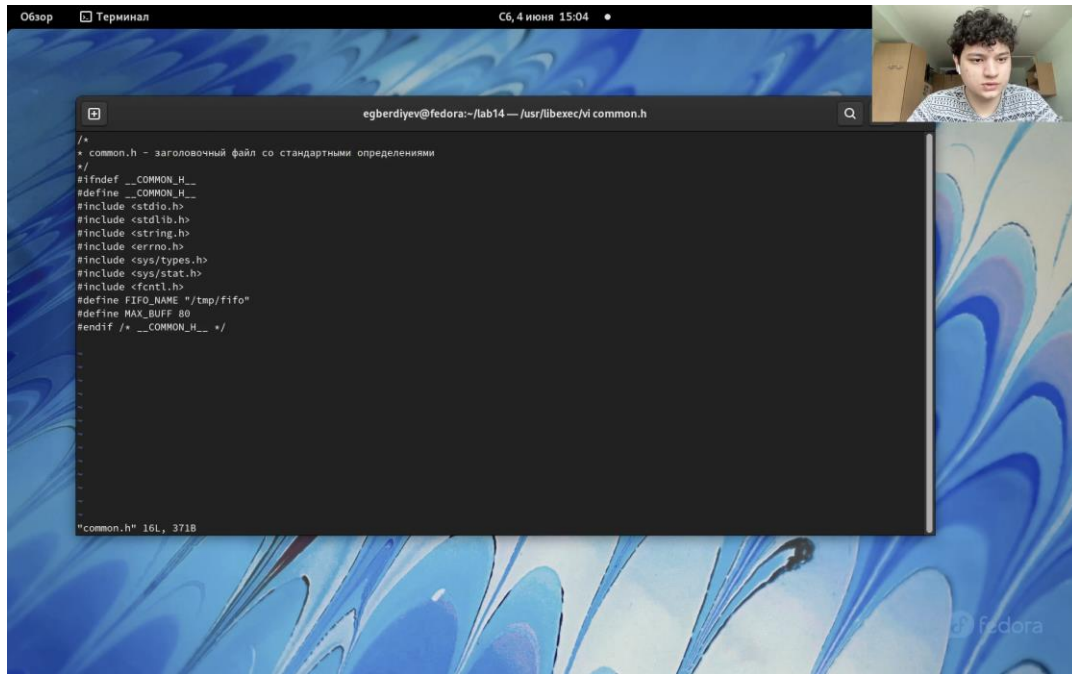 Обзор
Терминал
Сб, 4 июня 15:04
egberdiyev@fedora:~/lab14 — /usr/libexec/vi common.h
/*
* common.h - заголовочный файл со стандартными определениями
*/
#ifndef __COMMON_H__
#define __COMMON_H__
#include <stdio.h>
#include <stdlib.h>
#include <string.h>
#include <errno.h>
#include <sys/types.h>
#include <sys/stat.h>
#include <fcntl.h>
#define FIFO_NAME "/tmp/fifo"
#define MAX_BUFF 80
#endif /* __COMMON_H__ */
~
~
~
~
~
~
~
~
~
~
~
~
~
"common.h" 16L, 371B
fedora